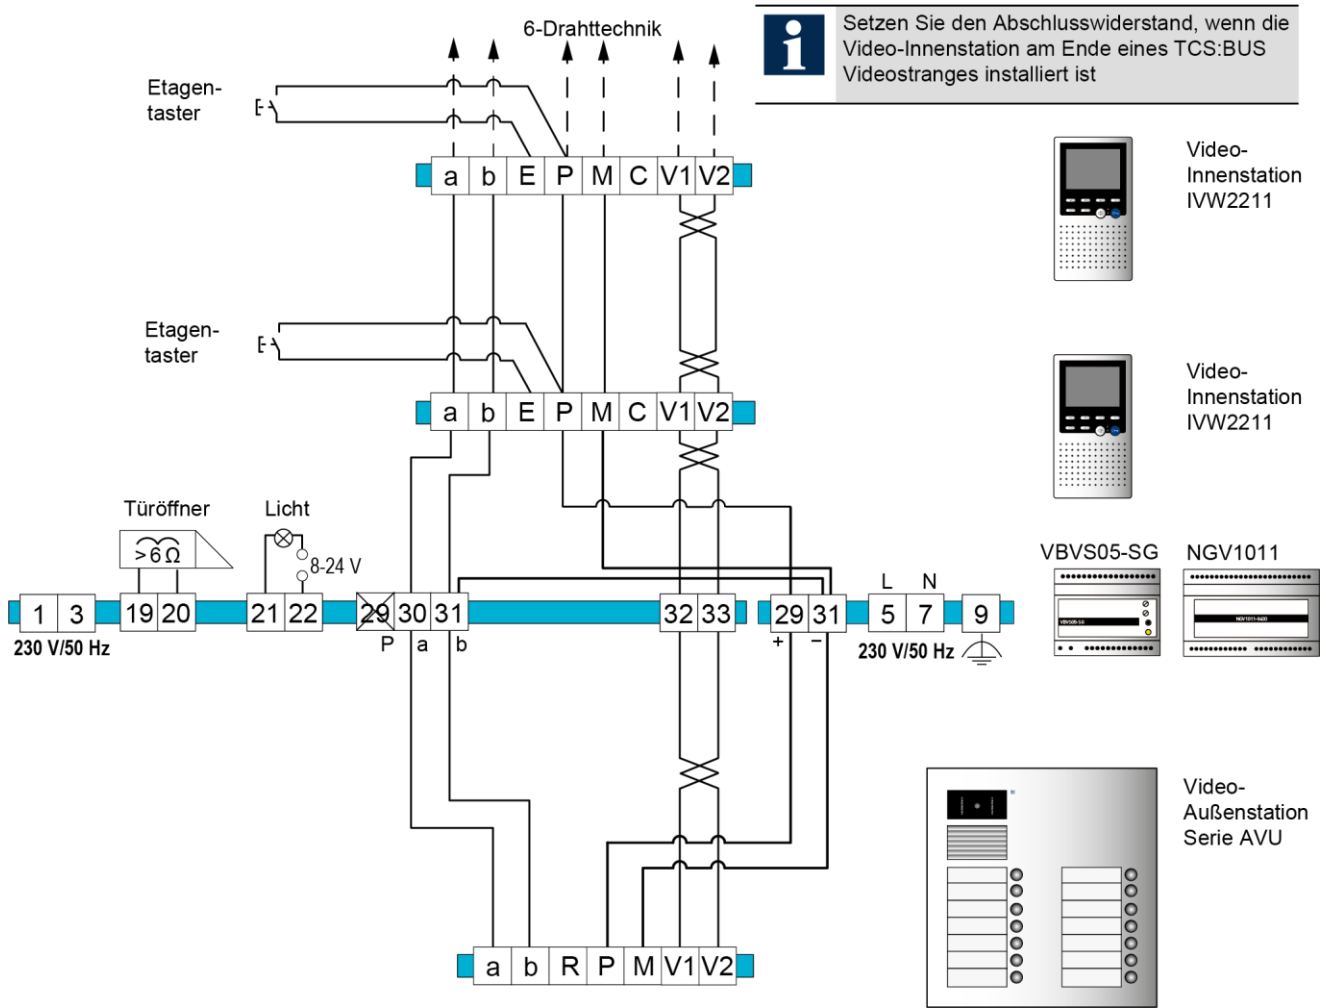 6-Drahttechnik
Setzen Sie den Abschlusswiderstand, wenn die
Video-Innenstation am Ende eines TCS:BUS
Videostranges installiert ist
Etagen-
taster
a b E P M C V1 V2
Video-
Innenstation
IVW2211
Etagen-
taster
a b E P M C V1 V2
Video-
Innenstation
IVW2211
Türöffner
>6 Ω
Licht
8-24 V
VBVS05-SG
NGV1011
L N
1 3 19 20 21 22 29 30 31 32 33 29 31 5 7 9
P a b + −
230 V/50 Hz
230 V/50 Hz
VBVS05-SG
Video-
Außenstation
Serie AVU
a b R P M V1 V2